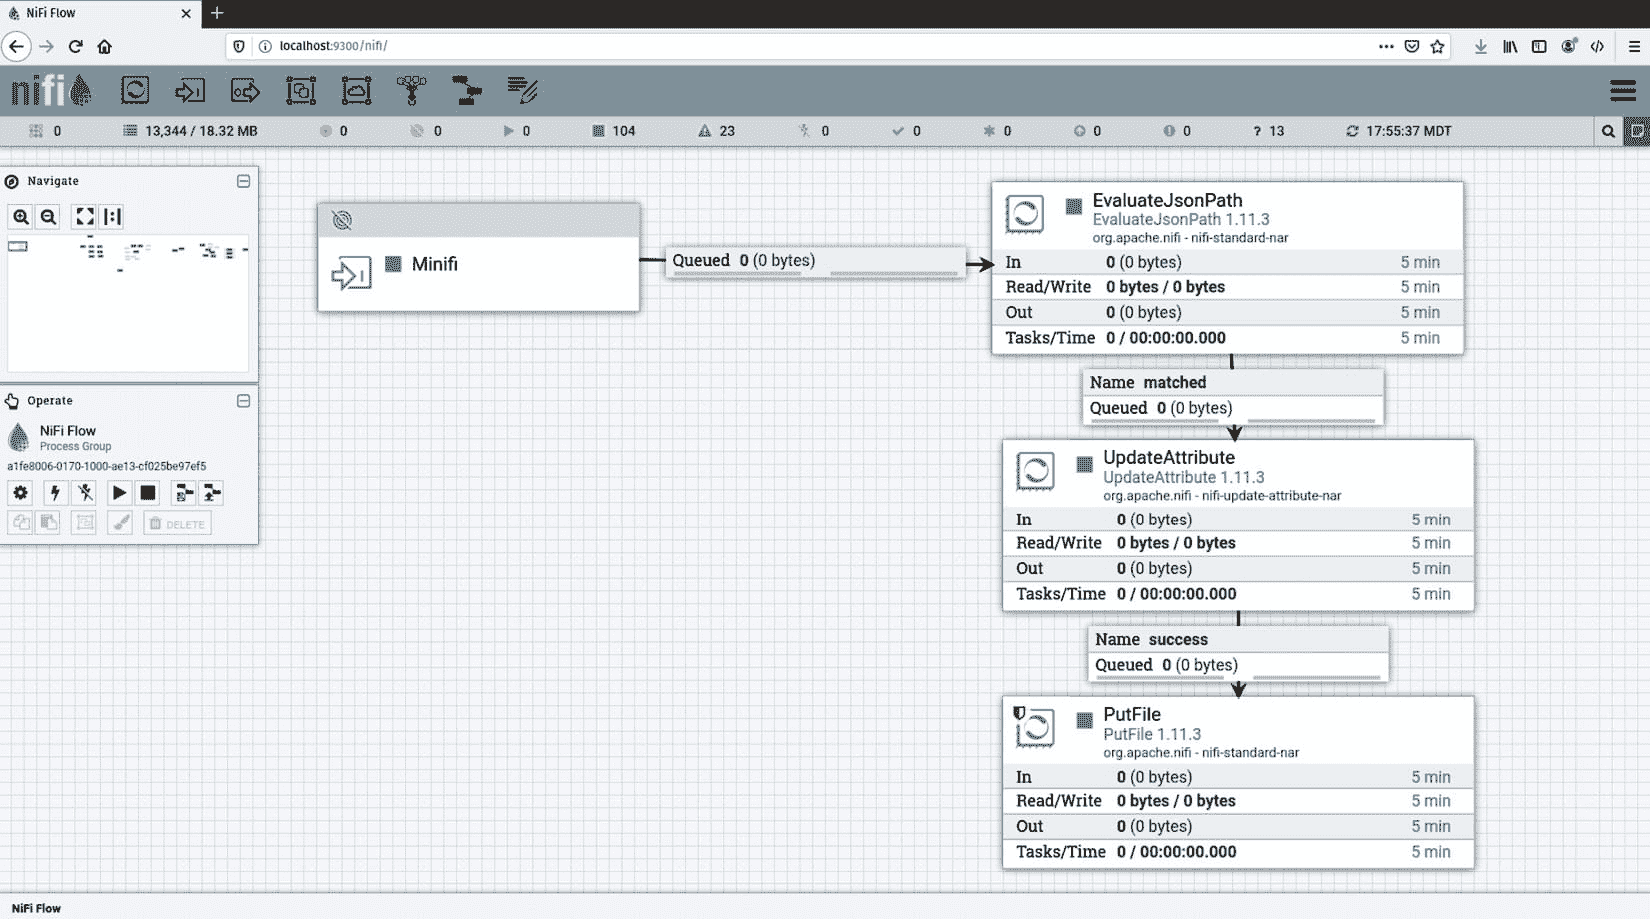 NiFi Flow
localhost:9300/nifi/
nifi
0 13,344 / 18.32 MB 0 0 0 104 23 0 0 0 0 0 ? 13 17:55:37 MDT
Navigate
Operate
NiFi Flow
Process Group
a1fe8006-0170-1000-ae13-cf025be97ef5
DELETE
Minifi
Queued 0 (0 bytes)
EvaluateJsonPath
EvaluateJsonPath 1.11.3
org.apache.nifi - nifi-standard-nar
In 0 (0 bytes) 5 min
Read/Write 0 bytes / 0 bytes 5 min
Out 0 (0 bytes) 5 min
Tasks/Time 0 / 00:00:00.000 5 min
Name matched
Queued 0 (0 bytes)
UpdateAttribute
UpdateAttribute 1.11.3
org.apache.nifi - nifi-update-attribute-nar
In 0 (0 bytes) 5 min
Read/Write 0 bytes / 0 bytes 5 min
Out 0 (0 bytes) 5 min
Tasks/Time 0 / 00:00:00.000 5 min
Name success
Queued 0 (0 bytes)
PutFile
PutFile 1.11.3
org.apache.nifi - nifi-standard-nar
In 0 (0 bytes) 5 min
Read/Write 0 bytes / 0 bytes 5 min
Out 0 (0 bytes) 5 min
Tasks/Time 0 / 00:00:00.000 5 min
NiFi Flow